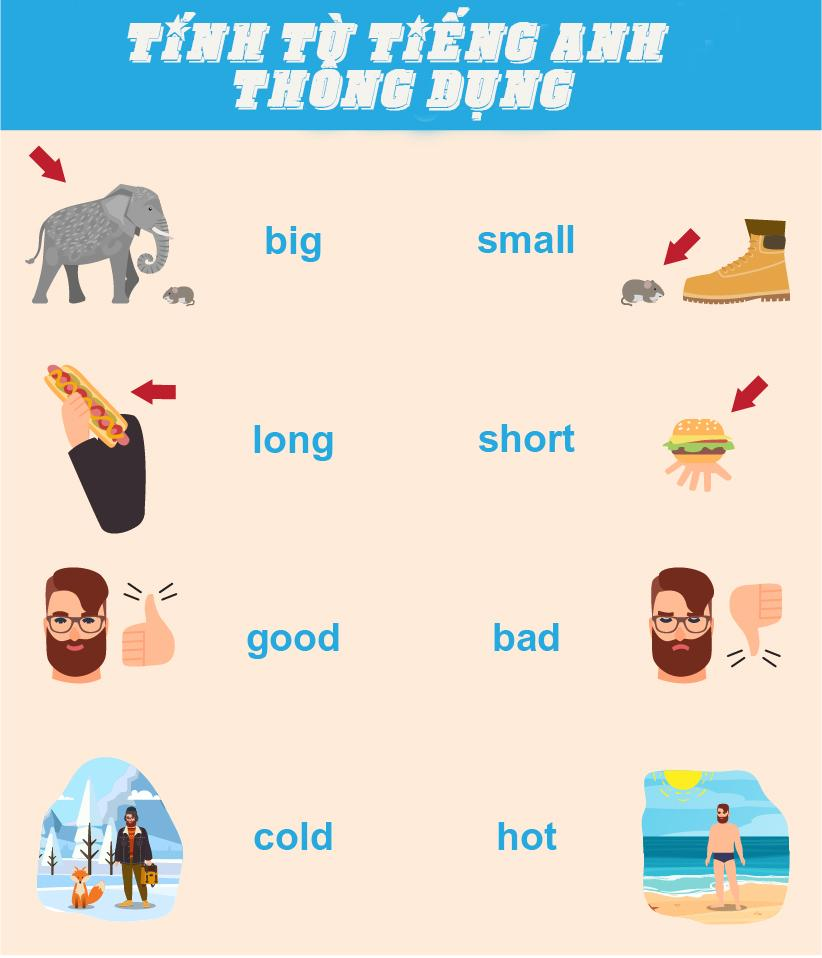 TÍNH TỪ TIẾNG ANH
THÔNG DỤNG
big small
long short
good bad
cold hot